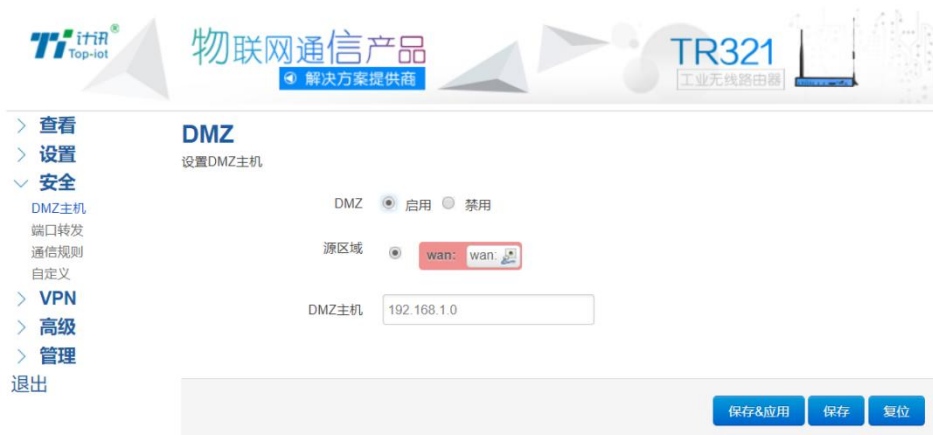 计讯®
Top-iot
物联网通信产品
解决方案提供商
TR321
工业无线路由器
查看
设置
安全
DMZ主机
端口转发
通信规则
自定义
VPN
高级
管理
退出
DMZ
设置DMZ主机
DMZ 启用 禁用
源区域 wan: wan:
DMZ主机 192.168.1.0
保存&应用 保存 复位